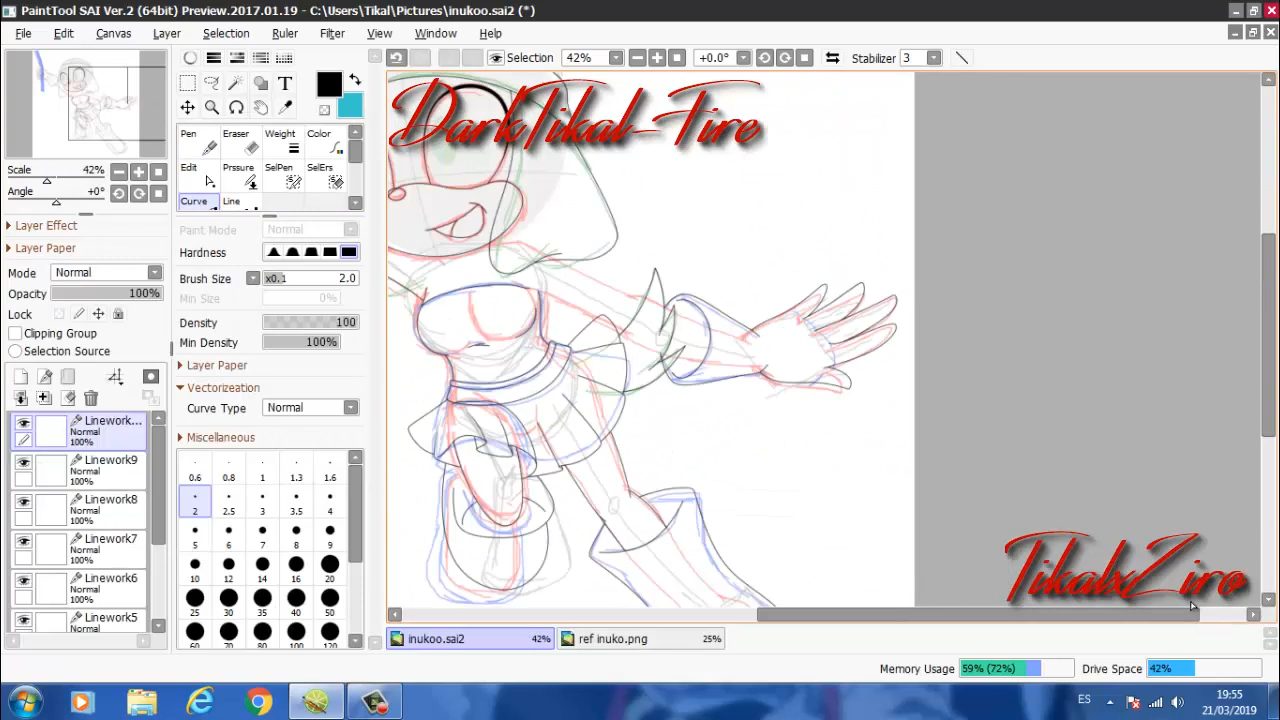 PaintTool SAI Ver.2 (64bit) Preview.2017.01.19 - C:\Users\Tikal\Pictures\inukoo.sai2 (*)
File Edit Canvas Layer Selection Ruler Filter View Window Help
Selection 42% +0.0° Stabilizer 3
DarkTikal-Fire
Scale 42%
Angle +0°
Layer Effect
Layer Paper
Mode Normal
Opacity 100%
Lock
Clipping Group
Selection Source
Linework...
Normal
100%
Linework9
Normal
100%
Linework8
Normal
100%
Linework7
Normal
100%
Linework6
Normal
100%
Linework5
Normal
T
Pen Eraser Weight Color
Edit Prssure SelPen SelErs
Curve Line
Paint Mode Normal
Hardness
Brush Size x0.1 2.0
Min Size 0%
Density 100
Min Density 100%
Layer Paper
Vectorization
Curve Type Normal
Miscellaneous
0.6 0.8 1 1.3 1.6
2 2.5 3 3.5 4
5 6 7 8 9
10 12 14 16 20
25 30 35 40 50
60 70 80 100 120
TikalxZiro
inukoo.sai2 42% ref inuko.png 25%
Memory Usage 59% (72%) Drive Space 42%
ES 19:55
21/03/2019